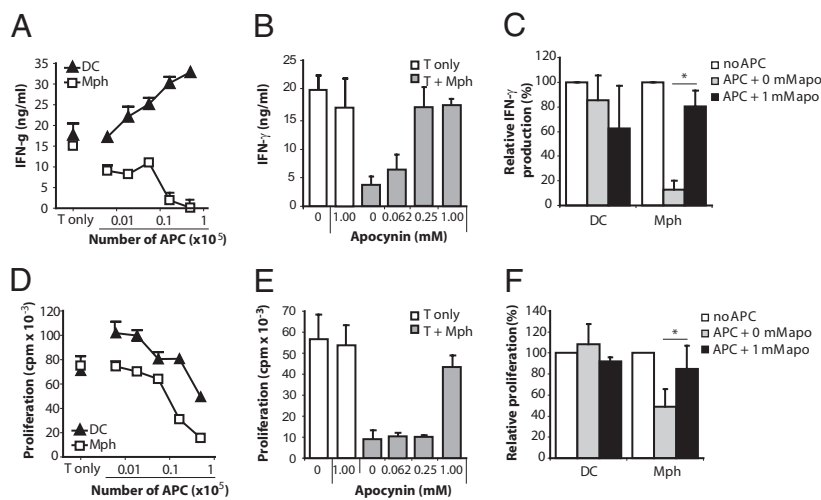 A
IFN-g (ng/ml)
35
30
25
20
15
10
5
0
DC
Mph
T only
0.01
0.1
1
Number of APC (x10⁵)
B
IFN-γ (ng/ml)
25
20
15
10
5
0
T only
T + Mph
0
1.00
0
0.062
0.25
1.00
Apocynin (mM)
C
Relative IFN-γ
production (%)
120
100
80
60
40
20
0
*
noAPC
APC + 0 mMapo
APC + 1 mMapo
DC
Mph
D
Proliferation (cpm x 10⁻³)
120
100
80
60
40
20
0
DC
Mph
T only
0.01
0.1
1
Number of APC (x10⁵)
E
Proliferation (cpm x 10⁻³)
70
60
50
40
30
20
10
0
T only
T + Mph
0
1.00
0
0.062
0.25
1.00
Apocynin (mM)
F
Relative proliferation (%)
140
120
100
80
60
40
20
0
*
noAPC
APC + 0 mMapo
APC + 1 mMapo
DC
Mph